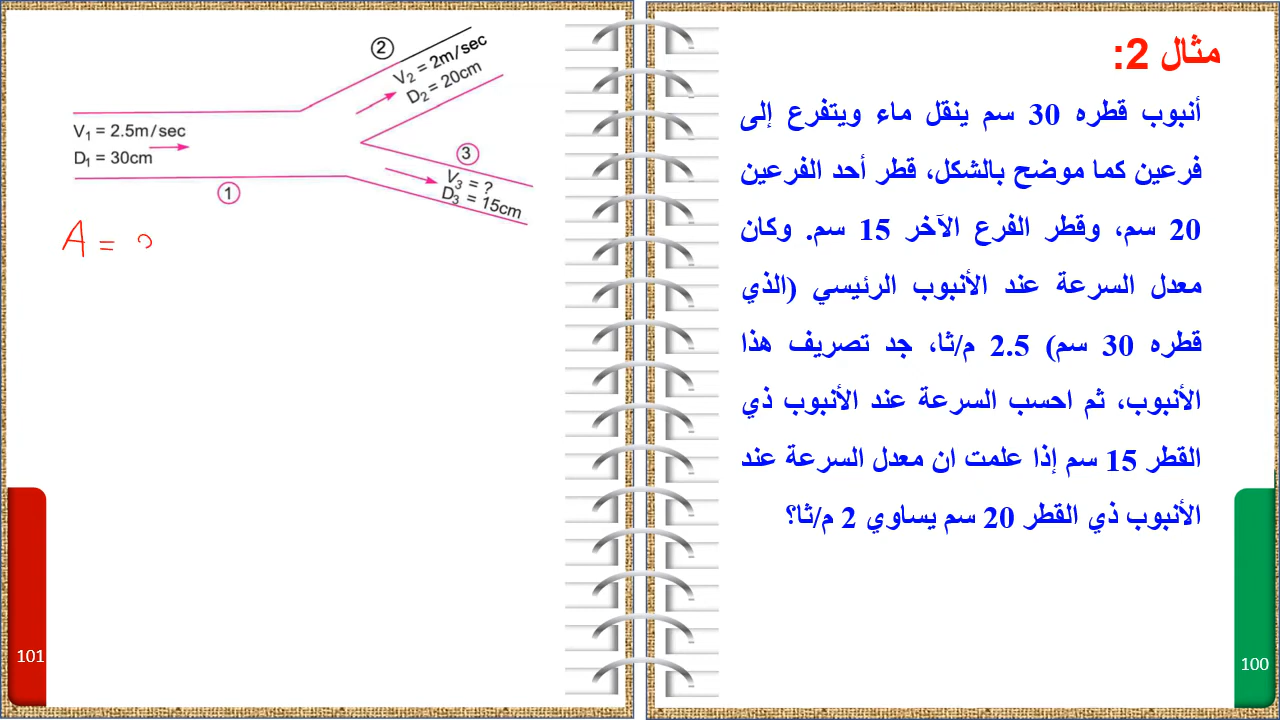 مثال 2:
أنبوب قطره 30 سم ينقل ماء ويتفرع إلى
فرعين كما موضح بالشكل، قطر أحد الفرعين
20 سم، وقطر الفرع الآخر 15 سم. وكان
معدل السرعة عند الأنبوب الرئيسي (الذي
قطره 30 سم) 2.5 م/ثا، جد تصريف هذا
الأنبوب، ثم احسب السرعة عند الأنبوب ذي
القطر 15 سم إذا علمت ان معدل السرعة عند
الأنبوب ذي القطر 20 سم يساوي 2 م/ثا؟
100
②
V₂ = 2m/sec
D₂ = 20cm
V₁ = 2.5m/sec
D₁ = 30cm
③
V₃ = ?
D₃ = 15cm
①
A =
101